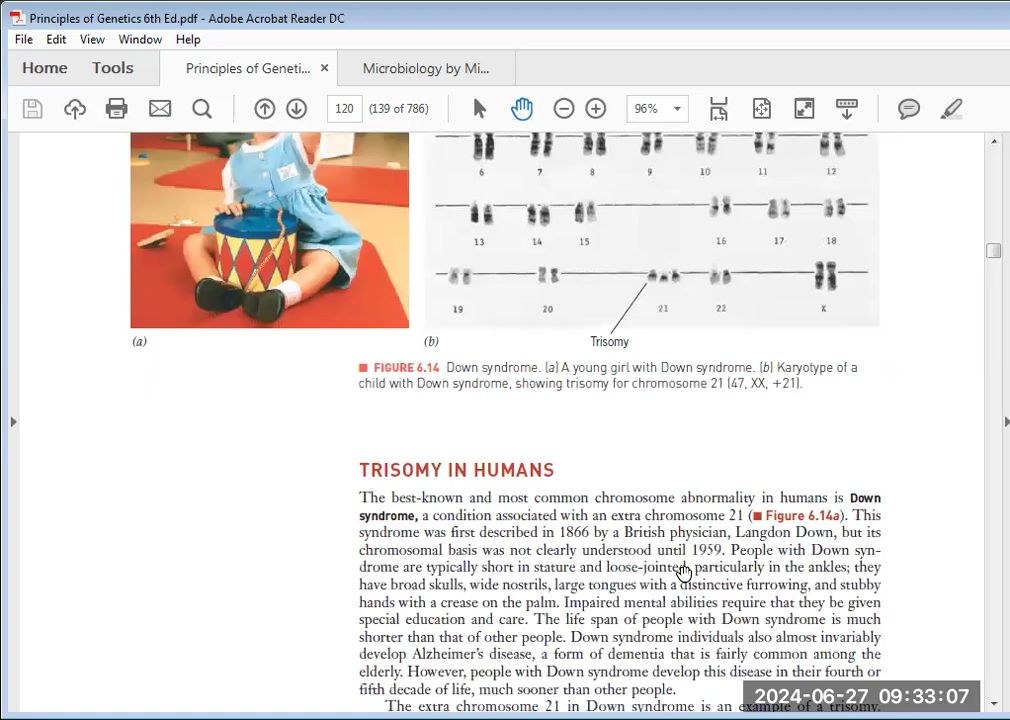 Principles of Genetics 6th Ed.pdf - Adobe Acrobat Reader DC
File Edit View Window Help
Home Tools Principles of Geneti... × Microbiology by Mi...
120 (139 of 786) 96%
6 7 8 9 10 11 12
13 14 15 16 17 18
19 20 21 22 X
(a) (b) Trisomy
■ FIGURE 6.14 Down syndrome. (a) A young girl with Down syndrome. (b) Karyotype of a
child with Down syndrome, showing trisomy for chromosome 21 (47, XX, +21).
TRISOMY IN HUMANS
The best-known and most common chromosome abnormality in humans is Down
syndrome, a condition associated with an extra chromosome 21 (■ Figure 6.14a). This
syndrome was first described in 1866 by a British physician, Langdon Down, but its
chromosomal basis was not clearly understood until 1959. People with Down syn-
drome are typically short in stature and loose-jointed, particularly in the ankles; they
have broad skulls, wide nostrils, large tongues with a distinctive furrowing, and stubby
hands with a crease on the palm. Impaired mental abilities require that they be given
special education and care. The life span of people with Down syndrome is much
shorter than that of other people. Down syndrome individuals also almost invariably
develop Alzheimer's disease, a form of dementia that is fairly common among the
elderly. However, people with Down syndrome develop this disease in their fourth or
fifth decade of life, much sooner than other people.
The extra chromosome 21 in Down syndrome is an example of a trisomy.
2024-06-27 09:33:07